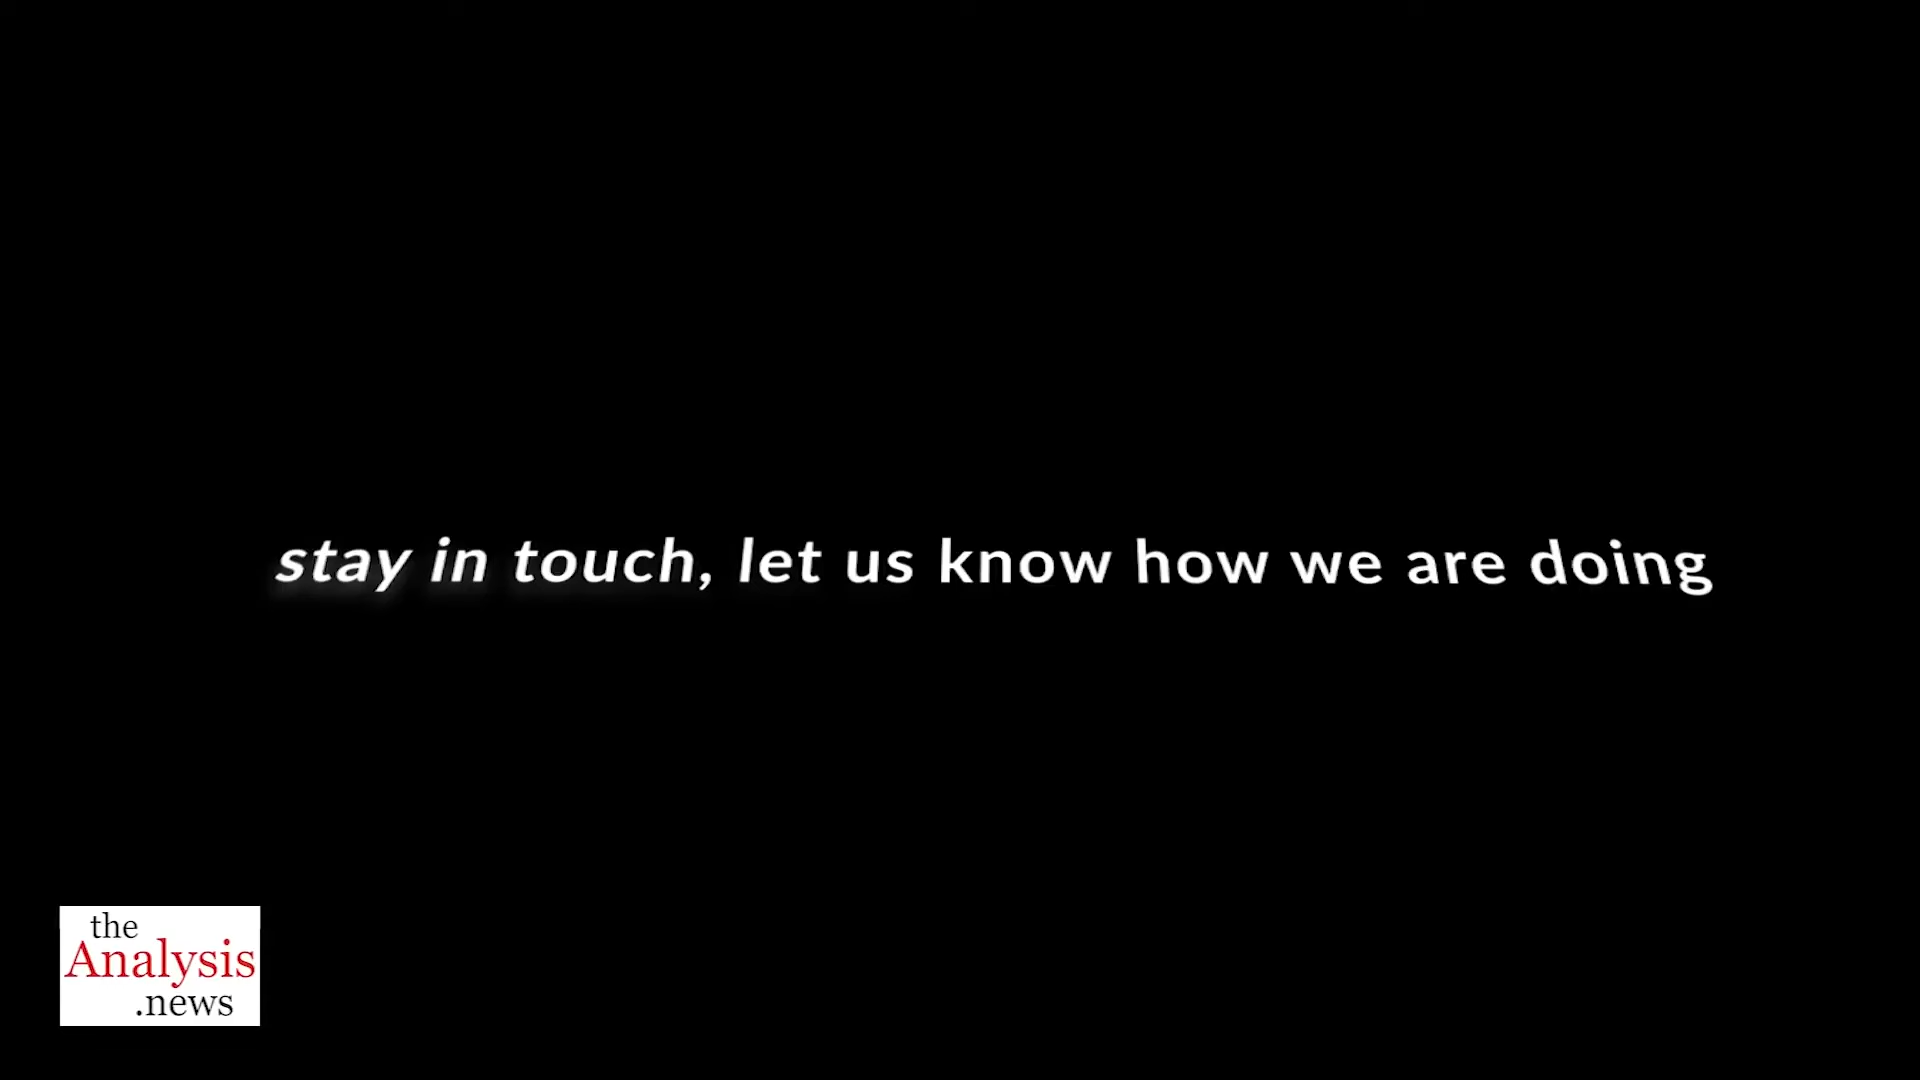 stay in touch, let us know how we are doing
the
Analysis
.news